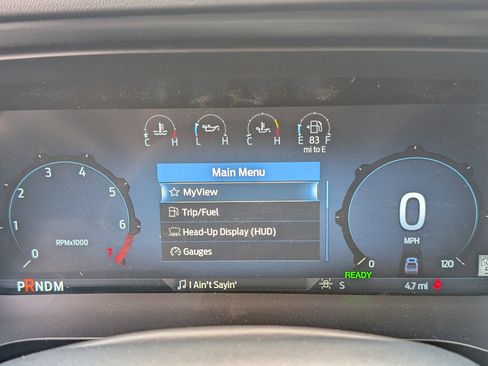 C H L H C H E 83 F
mi to E
Main Menu
MyView
Trip/Fuel
Head-Up Display (HUD)
Gauges
0 1 2 3 4 5 6 7
RPMx1000
0
MPH
0 120
READY
PRNDM
I Ain't Sayin'
S
4.7 mi